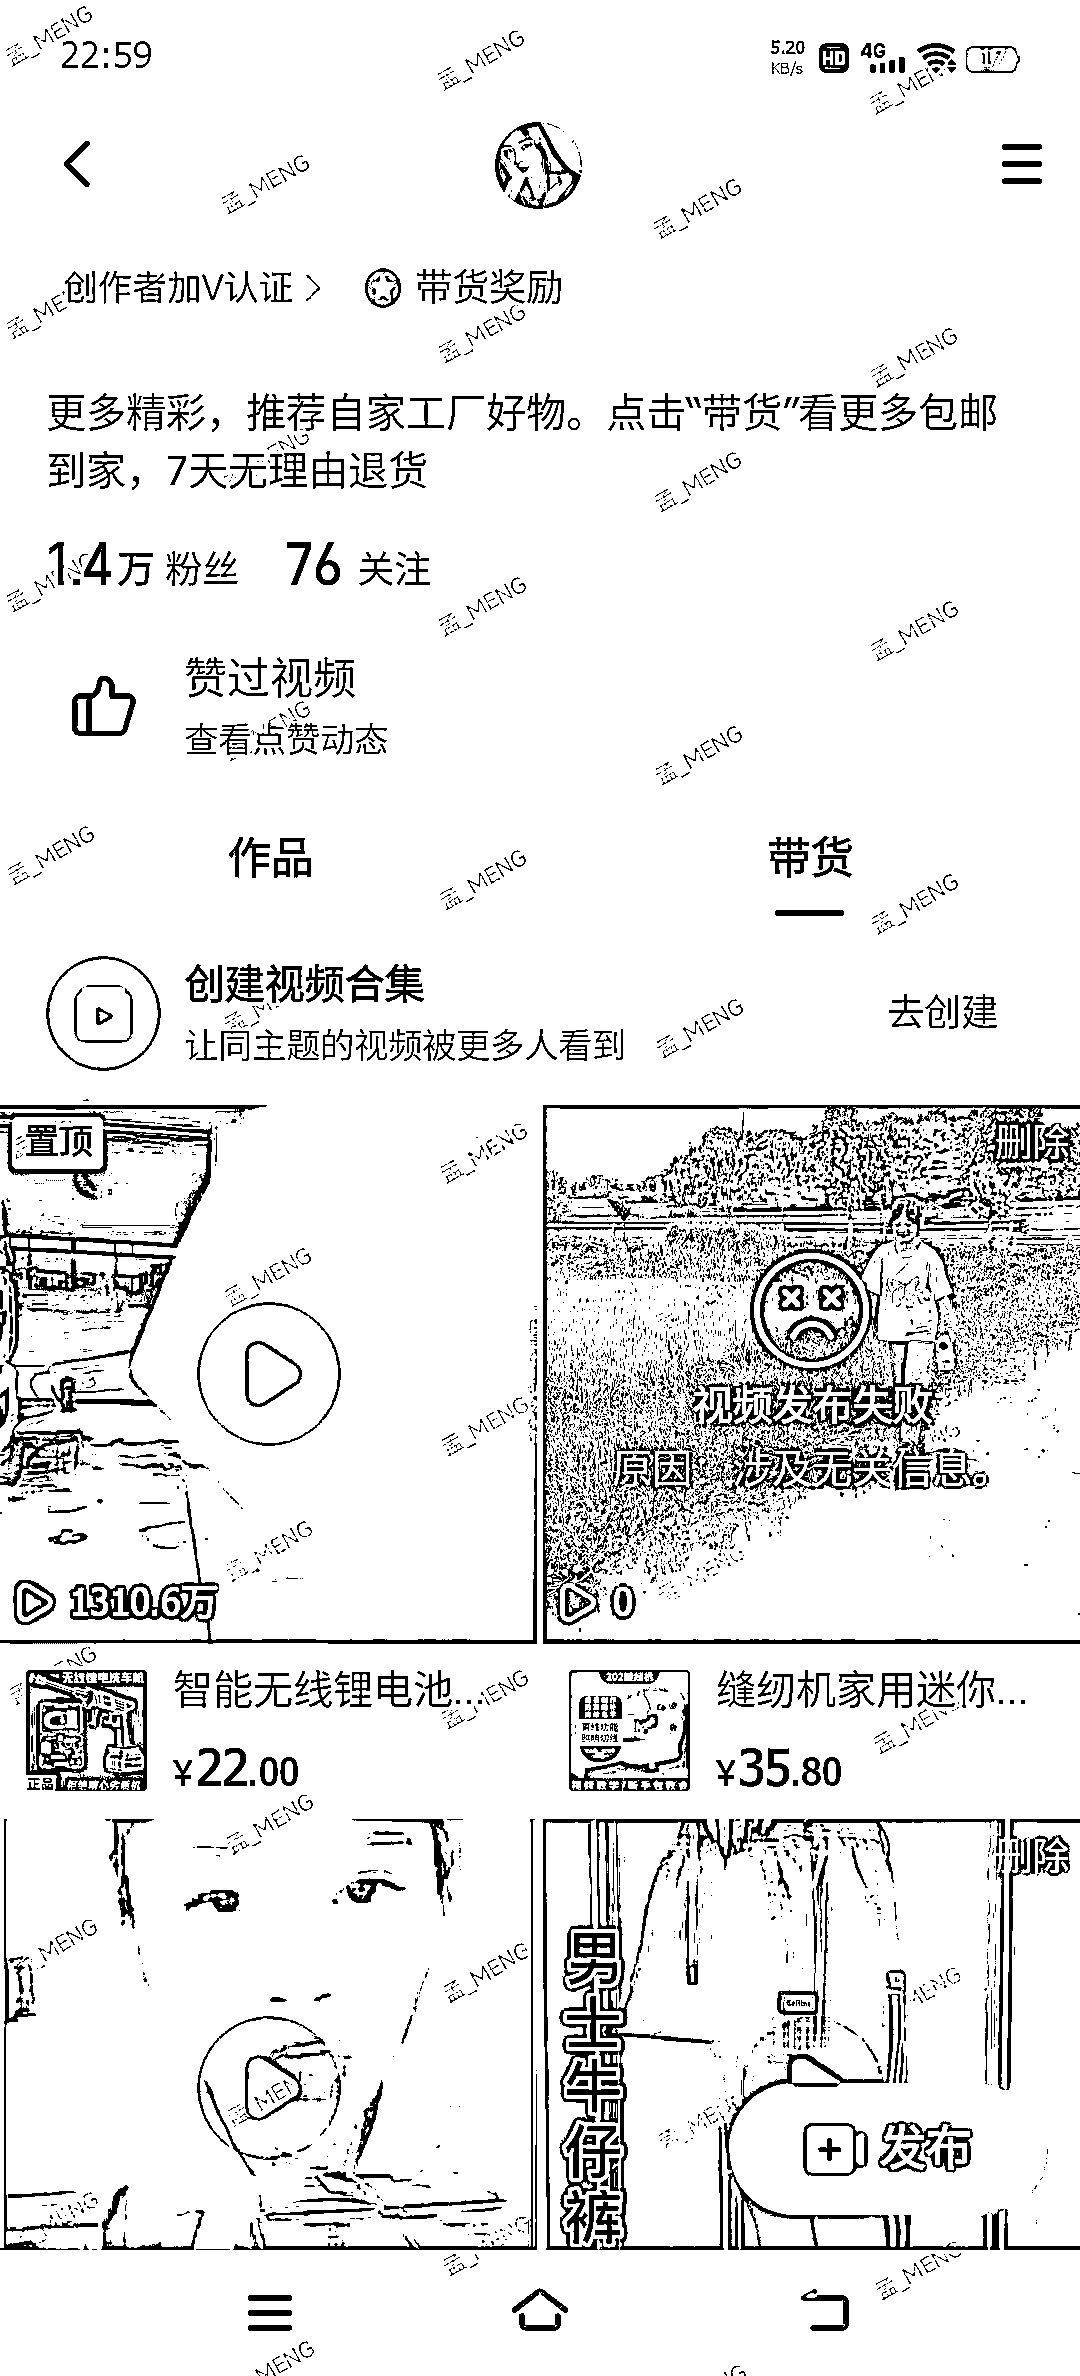 22:59
5.20 KB/s HD 4G
创作者加V认证 > 带货奖励
更多精彩，推荐自家工厂好物。点击“带货”看更多包邮
到家，7天无理由退货
1.4万 粉丝 76 关注
赞过视频
查看点赞动态
作品 带货
创建视频合集
让同主题的视频被更多人看到
去创建
置顶
删除
视频发布失败
原因 涉及无关信息。
1310.6万
0
智能无线锂电池...
¥22.00
正品
缝纫机家用迷你...
¥35.80
删除
男士牛仔裤
发布
孟_MENG